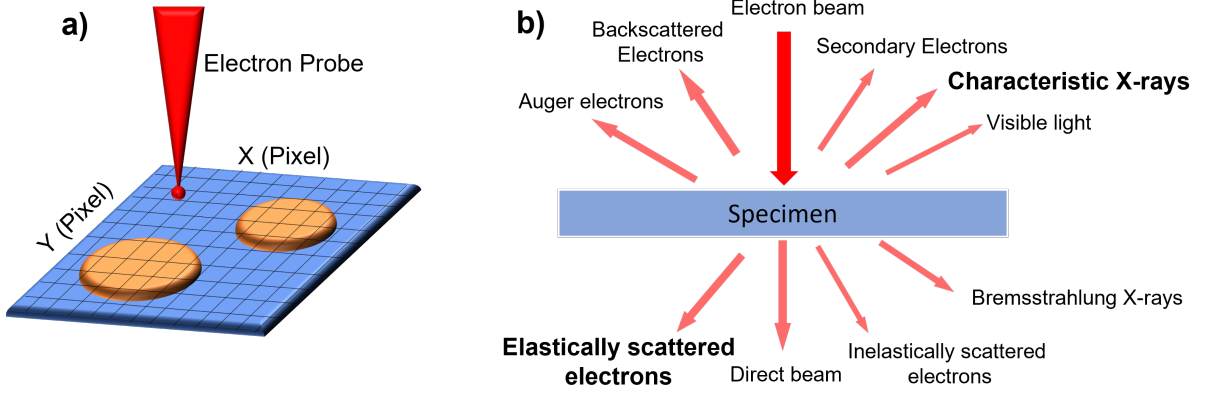 a)
Electron Probe
X (Pixel)
Y (Pixel)
b)
Electron beam
Backscattered
Electrons
Secondary Electrons
Characteristic X-rays
Auger electrons
Visible light
Specimen
Bremsstrahlung X-rays
Elastically scattered
electrons
Direct beam
Inelastically scattered
electrons